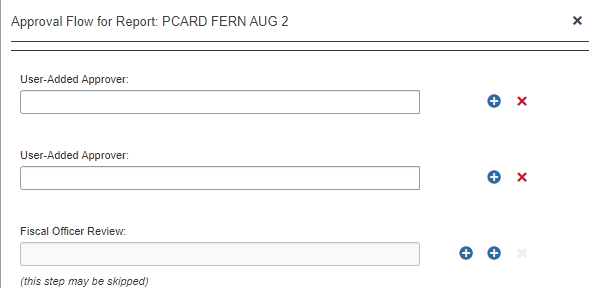 Approval Flow for Report: PCARD FERN AUG 2
User-Added Approver:
User-Added Approver:
Fiscal Officer Review:
(this step may be skipped)